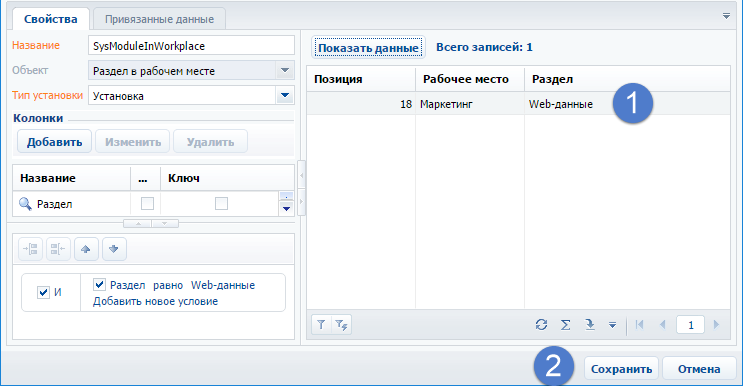 Свойства
Привязанные данные
Название
SysModuleInWorkplace
Объект
Раздел в рабочем месте
Тип установки
Установка
Колонки
Добавить
Изменить
Удалить
Название ... Ключ
Раздел
И
Раздел равно Web-данные
Добавить новое условие
Показать данные
Всего записей: 1
Позиция Рабочее место Раздел
18 Маркетинг Web-данные
1
1
2
Сохранить
Отмена